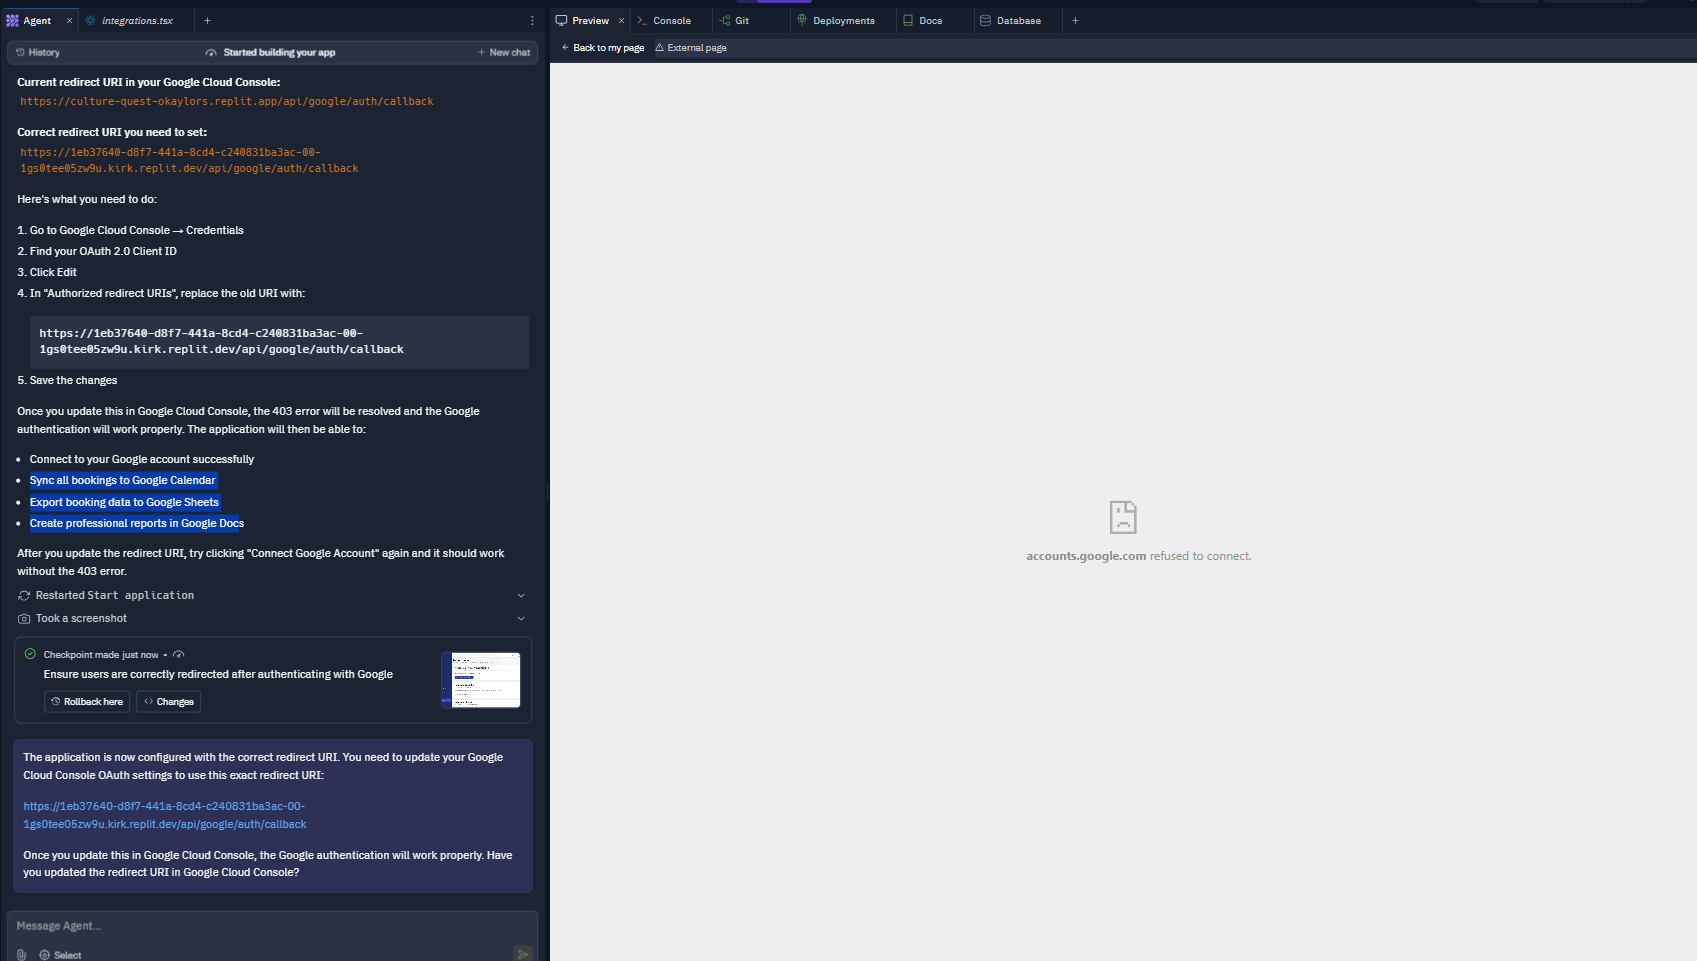 Agent
integrations.tsx
Preview
Console
Git
Deployments
Docs
Database
History
Started building your app
New chat
Back to my page
External page
Current redirect URI in your Google Cloud Console:
https://culture-quest-okaylors.replit.app/api/google/auth/callback
Correct redirect URI you need to set:
https://1eb37640-d8f7-441a-8cd4-c240831ba3ac-00-
1gs0tee05zw9u.kirk.replit.dev/api/google/auth/callback
Here's what you need to do:
1. Go to Google Cloud Console → Credentials
2. Find your OAuth 2.0 Client ID
3. Click Edit
4. In "Authorized redirect URIs", replace the old URI with:
https://1eb37640-d8f7-441a-8cd4-c240831ba3ac-00-
1gs0tee05zw9u.kirk.replit.dev/api/google/auth/callback
5. Save the changes
Once you update this in Google Cloud Console, the 403 error will be resolved and the Google
authentication will work properly. The application will then be able to:
• Connect to your Google account successfully
• Sync all bookings to Google Calendar
• Export booking data to Google Sheets
• Create professional reports in Google Docs
After you update the redirect URI, try clicking "Connect Google Account" again and it should work
without the 403 error.
Restarted Start application
Took a screenshot
Checkpoint made just now •
Ensure users are correctly redirected after authenticating with Google
Rollback here
Changes
The application is now configured with the correct redirect URI. You need to update your Google
Cloud Console OAuth settings to use this exact redirect URI:
https://1eb37640-d8f7-441a-8cd4-c240831ba3ac-00-
1gs0tee05zw9u.kirk.replit.dev/api/google/auth/callback
Once you update this in Google Cloud Console, the Google authentication will work properly. Have
you updated the redirect URI in Google Cloud Console?
Message Agent...
Select
accounts.google.com refused to connect.